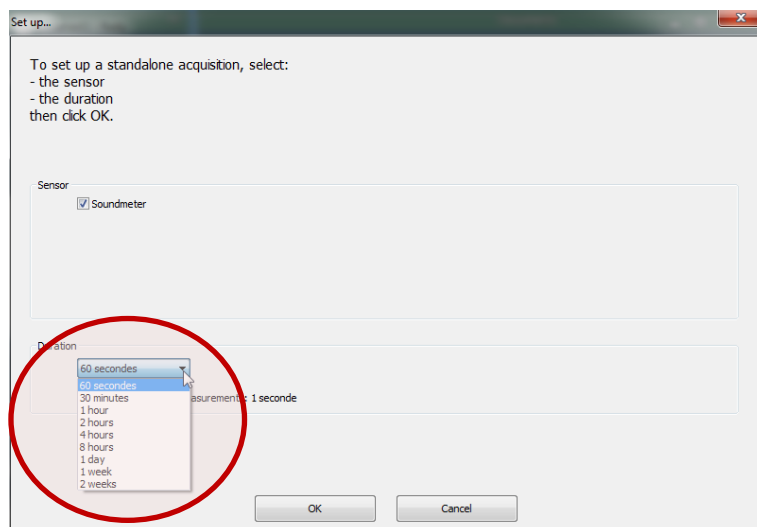 Set up...
To set up a standalone acquisition, select:
- the sensor
- the duration
then click OK.
Sensor
Soundmeter
Duration
60 secondes
60 secondes
30 minutes
asurements: 1 seconde
1 hour
2 hours
4 hours
8 hours
1 day
1 week
2 weeks
OK
Cancel